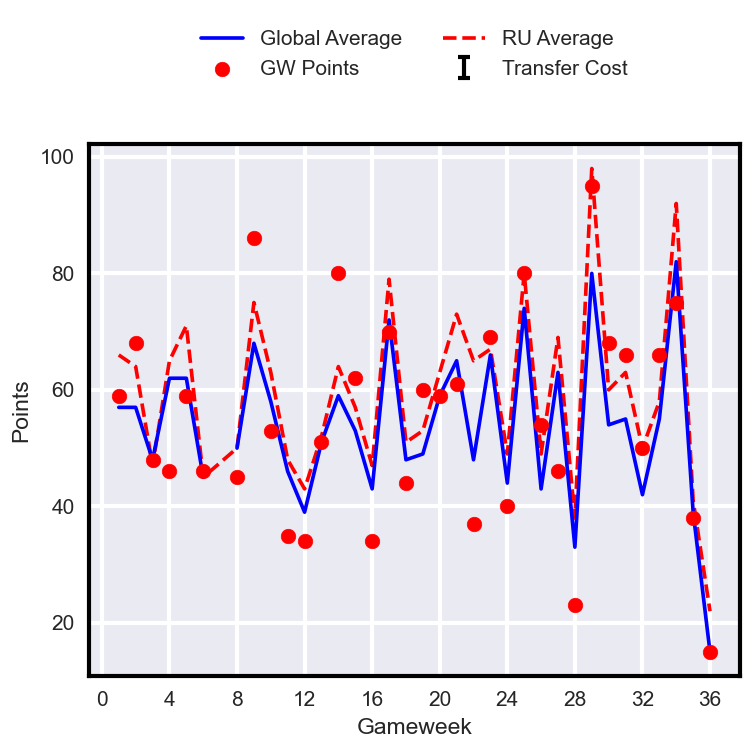 Global Average RU Average
GW Points Transfer Cost
100
80
60
40
20
Points
0 4 8 12 16 20 24 28 32 36
Gameweek